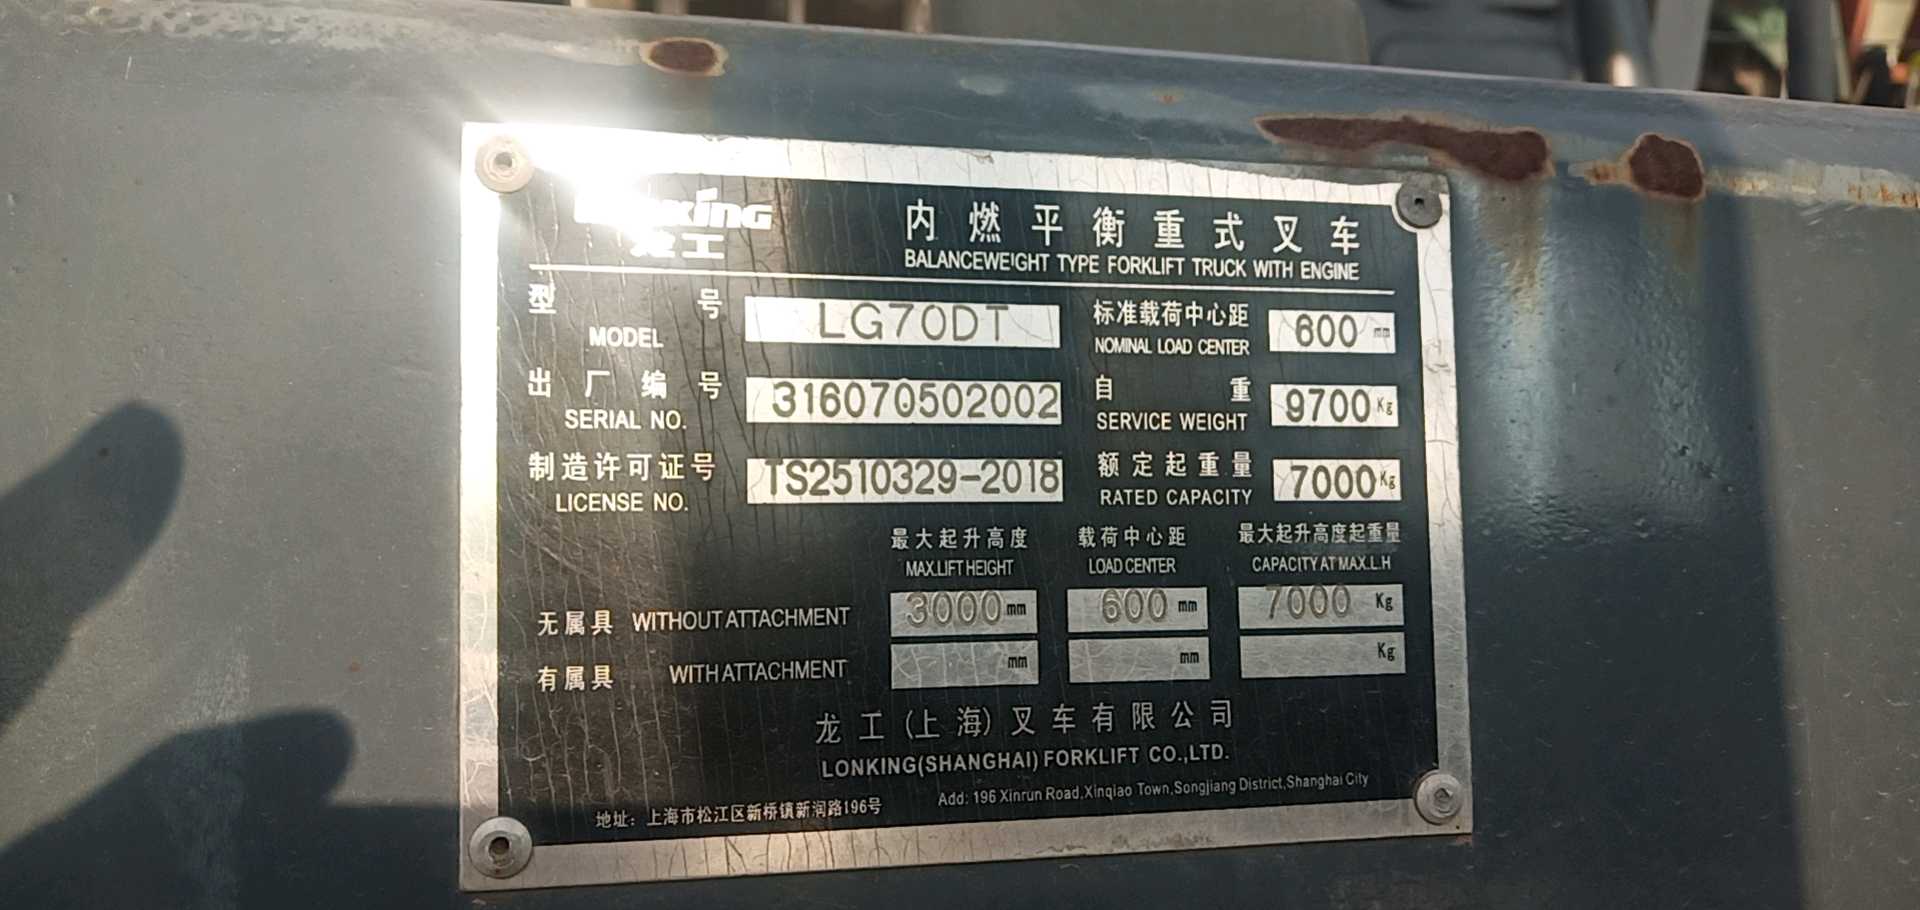 龙工
内燃平衡重式叉车
BALANCEWEIGHT TYPE FORKLIFT TRUCK WITH ENGINE
型号 LG70DT 标准载荷中心距 600 mm
MODEL NOMINAL LOAD CENTER
出厂编号 316070502002 自重 9700 Kg
SERIAL NO. SERVICE WEIGHT
制造许可证号 TS2510329-2018 额定起重量 7000 Kg
LICENSE NO. RATED CAPACITY
最大起升高度 载荷中心距 最大起升高度起重量
MAX.LIFT HEIGHT LOAD CENTER CAPACITY AT MAX.L.H
无属具 WITHOUT ATTACHMENT 3000 mm 600 mm 7000 Kg
有属具 WITH ATTACHMENT mm mm Kg
龙工(上海)叉车有限公司
LONKING(SHANGHAI)FORKLIFT CO.,LTD.
地址：上海市松江区新桥镇新润路196号 Add: 196 Xinrun Road,Xinqiao Town,Songjiang District,Shanghai City